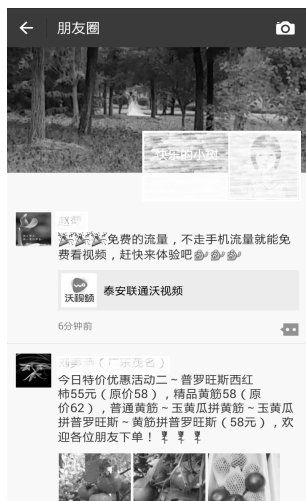 朋友圈
快乐的小树
免费的流量，不走手机流量就能免
费看视频，赶快来体验吧
沃视频
泰安联通沃视频
6分钟前
今日特价优惠活动二～普罗旺斯西红
柿55元（原价58），精品黄筋58（原
价62），普通黄筋～玉黄瓜拼黄筋～玉黄瓜
拼普罗旺斯～黄筋拼普罗旺斯（58元），欢
迎各位朋友下单！